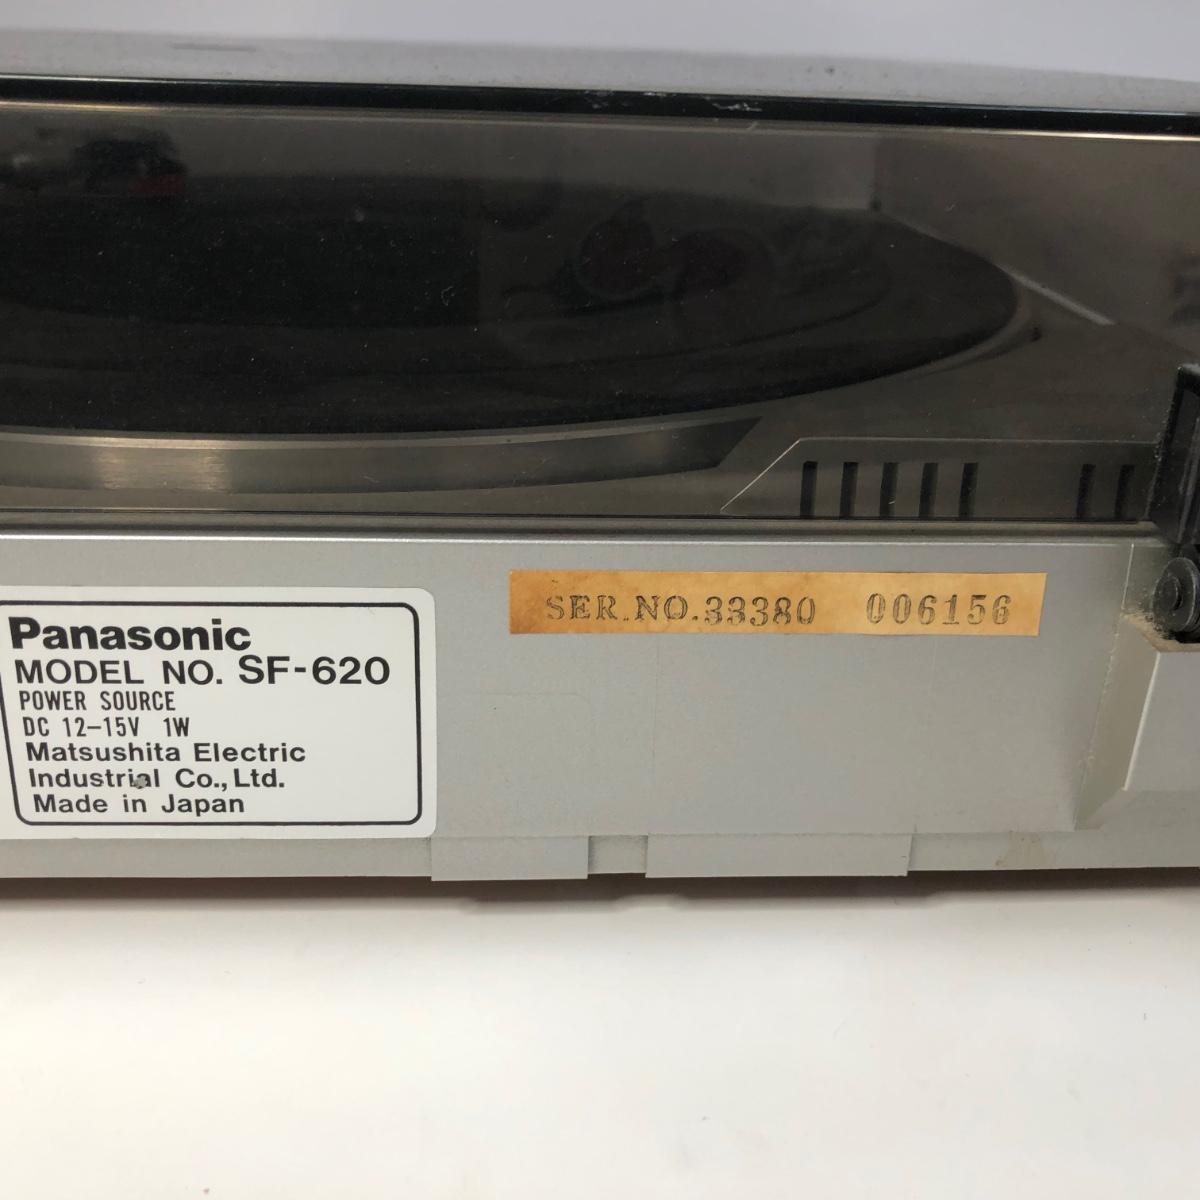 Panasonic
MODEL NO. SF-620
POWER SOURCE
DC 12-15V 1W
Matsushita Electric
Industrial Co., Ltd.
Made in Japan
SER.NO.33380 006156